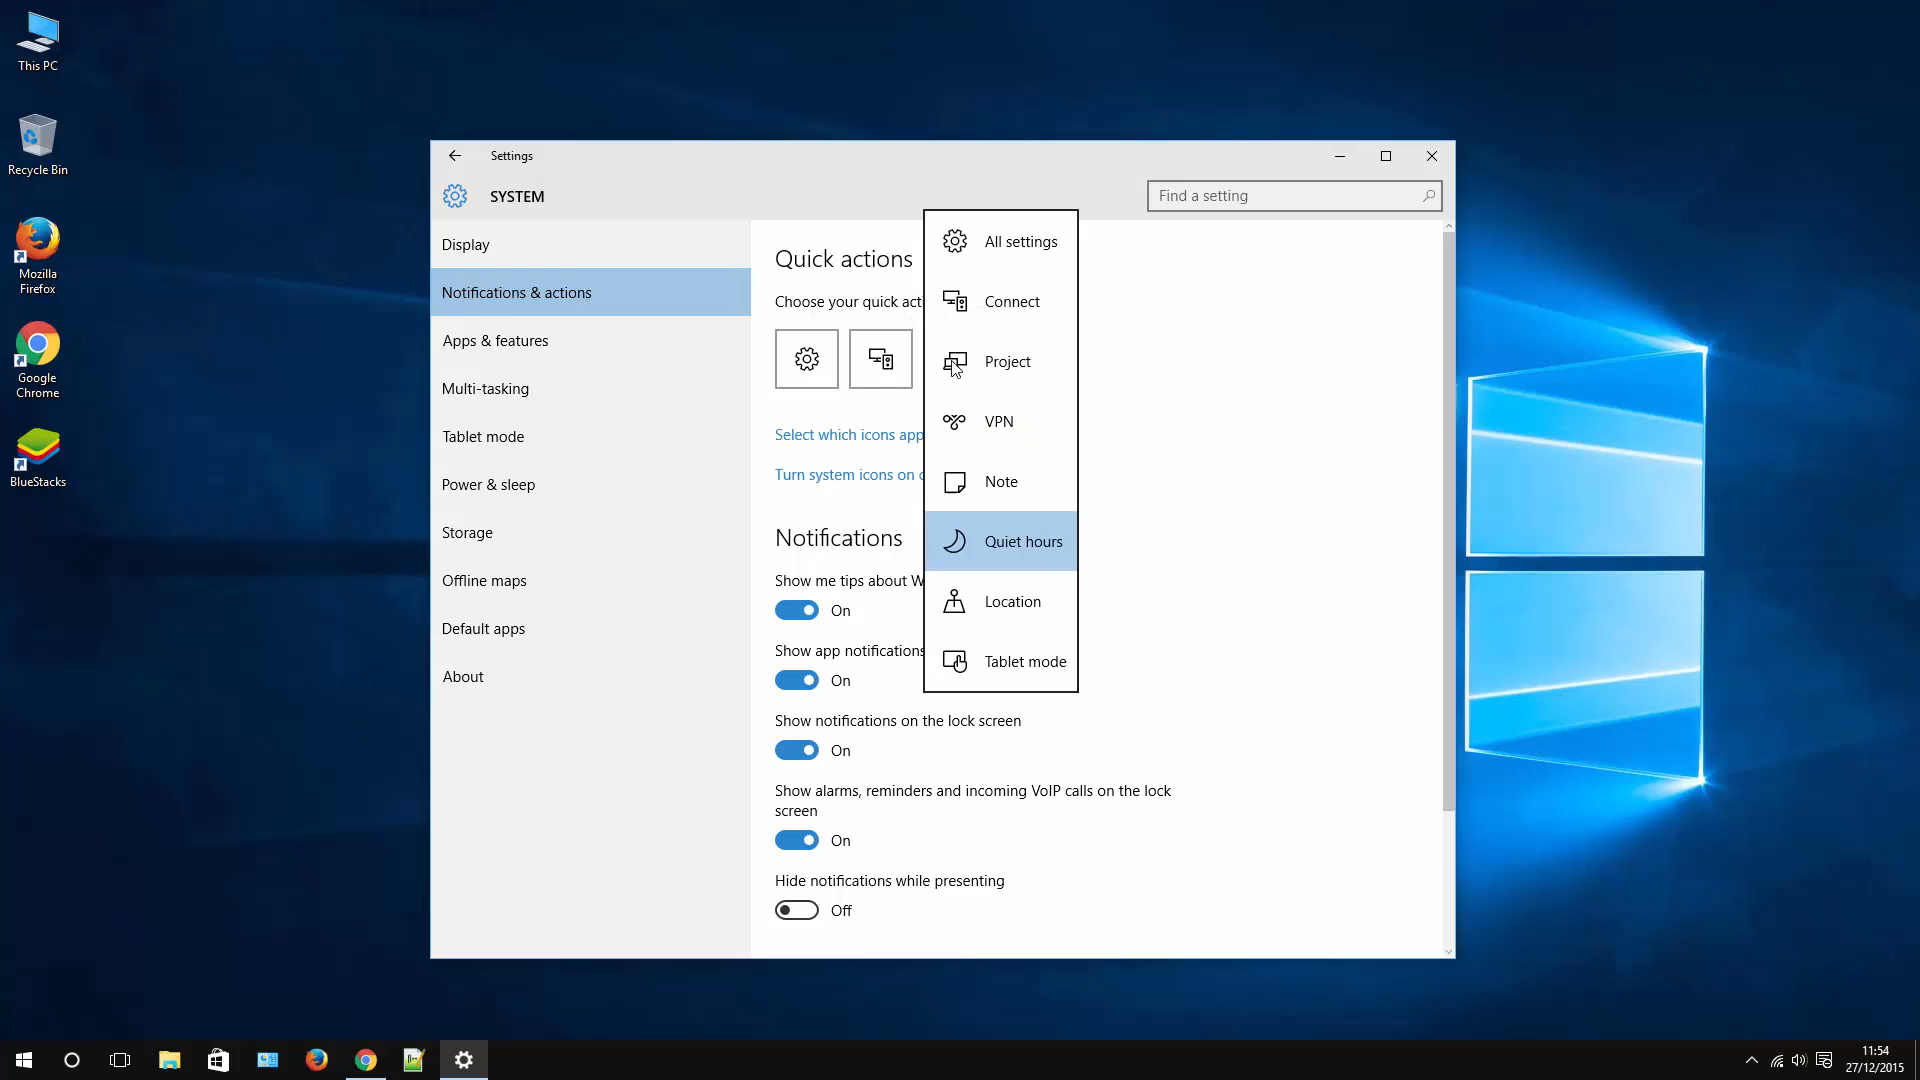 This PC
Recycle Bin
Mozilla
Firefox
Google
Chrome
BlueStacks
Settings
SYSTEM
Find a setting
Display
Notifications & actions
Apps & features
Multi-tasking
Tablet mode
Power & sleep
Storage
Offline maps
Default apps
About
Quick actions
Choose your quick acti
Select which icons app
Turn system icons on o
Notifications
Show me tips about W
On
Show app notifications
On
Show notifications on the lock screen
On
Show alarms, reminders and incoming VoIP calls on the lock
screen
On
Hide notifications while presenting
Off
All settings
Connect
Project
VPN
Note
Quiet hours
Location
Tablet mode
11:54
27/12/2015